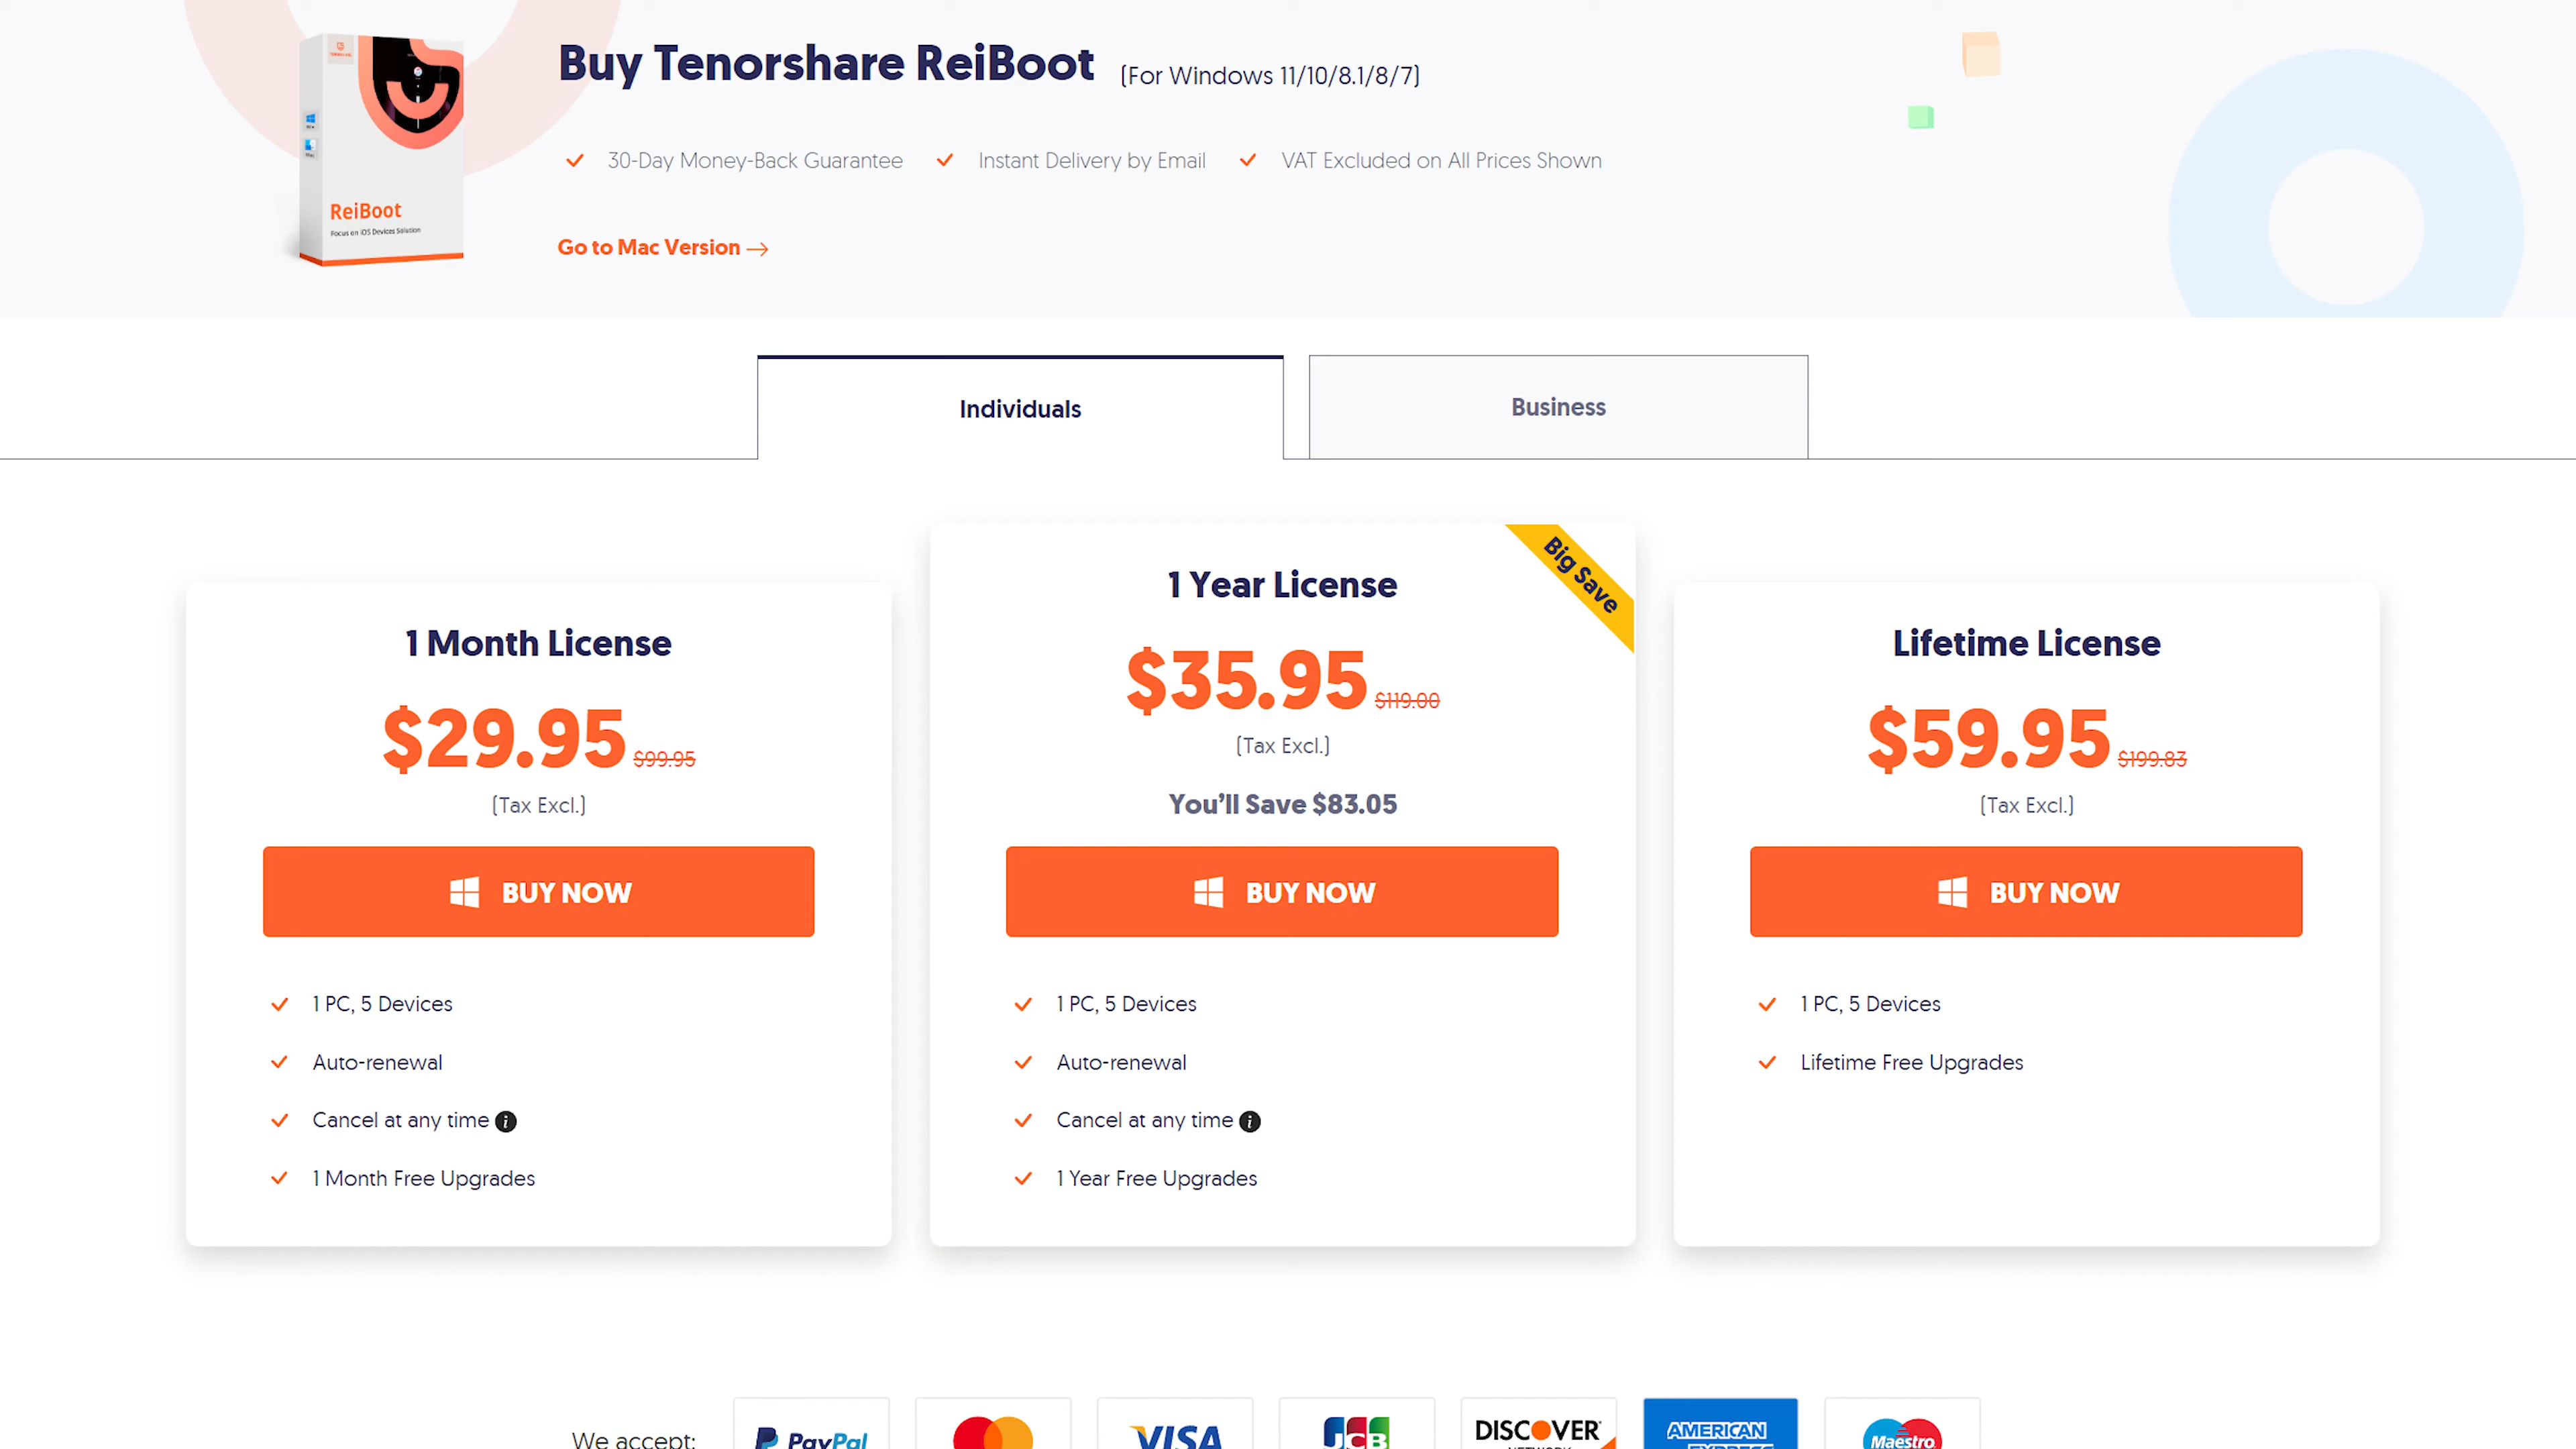 Buy Tenorshare ReiBoot (For Windows 11/10/8.1/8/7)
30-Day Money-Back Guarantee Instant Delivery by Email VAT Excluded on All Prices Shown
ReiBoot
Focus on iOS Devices Solution
Go to Mac Version
Individuals Business
Big Save
1 Year License
1 Month License
Lifetime License
$35.95 $119.00
(Tax Excl.)
You'll Save $83.05
$29.95 $99.95
(Tax Excl.)
$59.95 $199.83
(Tax Excl.)
BUY NOW BUY NOW BUY NOW
1 PC, 5 Devices
Auto-renewal
Cancel at any time
1 Month Free Upgrades
1 PC, 5 Devices
Auto-renewal
Cancel at any time
1 Year Free Upgrades
1 PC, 5 Devices
Lifetime Free Upgrades
We accept: PayPal VISA JCB DISCOVER AMERICAN Maestro